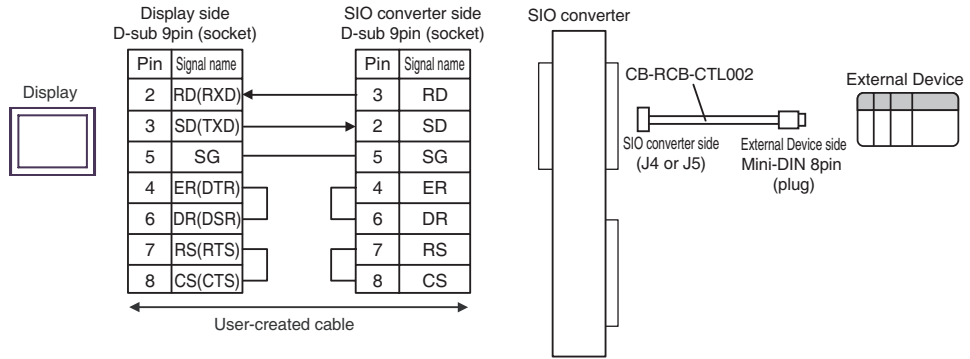 Display side
D-sub 9pin (socket)
SIO converter side
D-sub 9pin (socket)
SIO converter
Display
Pin Signal name
2 RD(RXD)
3 SD(TXD)
5 SG
4 ER(DTR)
6 DR(DSR)
7 RS(RTS)
8 CS(CTS)
Pin Signal name
3 RD
2 SD
5 SG
4 ER
6 DR
7 RS
8 CS
User-created cable
CB-RCB-CTL002
SIO converter side
(J4 or J5)
External Device side
Mini-DIN 8pin
(plug)
External Device